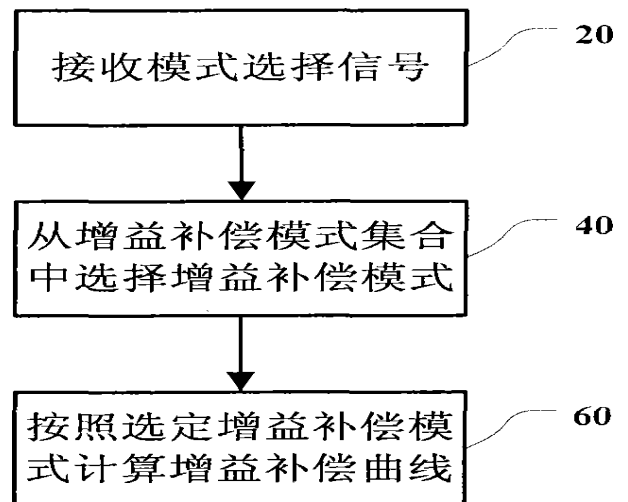 接收模式选择信号
20
从增益补偿模式集合
中选择增益补偿模式
40
按照选定增益补偿模
式计算增益补偿曲线
60